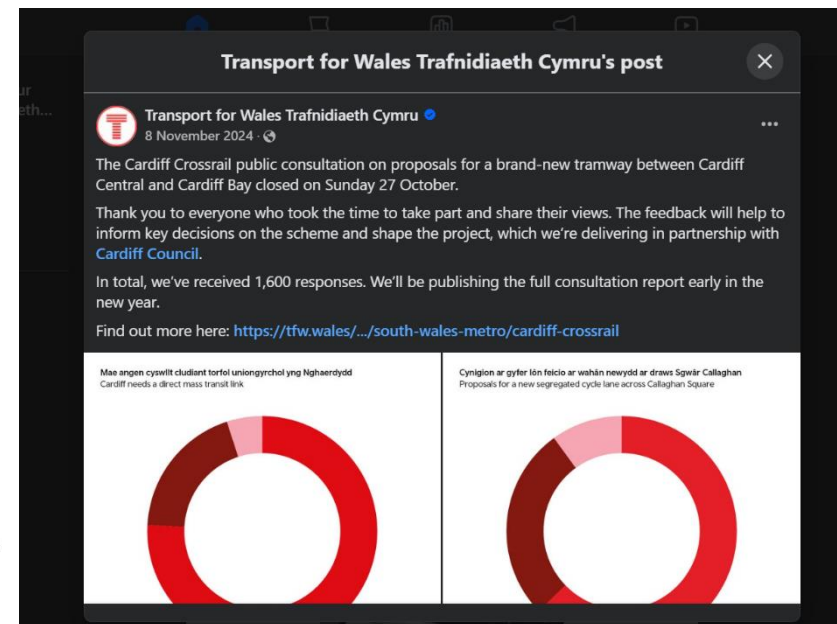 Transport for Wales Trafnidiaeth Cymru's post
Transport for Wales Trafnidiaeth Cymru
8 November 2024 ·
The Cardiff Crossrail public consultation on proposals for a brand-new tramway between Cardiff
Central and Cardiff Bay closed on Sunday 27 October.
Thank you to everyone who took the time to take part and share their views. The feedback will help to
inform key decisions on the scheme and shape the project, which we're delivering in partnership with
Cardiff Council.
In total, we've received 1,600 responses. We'll be publishing the full consultation report early in the
new year.
Find out more here: https://tfw.wales/.../south-wales-metro/cardiff-crossrail
Mae angen cyswllt cludiant torfol uniongyrchol yng Nghaerdydd
Cardiff needs a direct mass transit link
Cynigion ar gyfer lôn feicio ar wahân newydd ar draws Sgwâr Callaghan
Proposals for a new segregated cycle lane across Callaghan Square